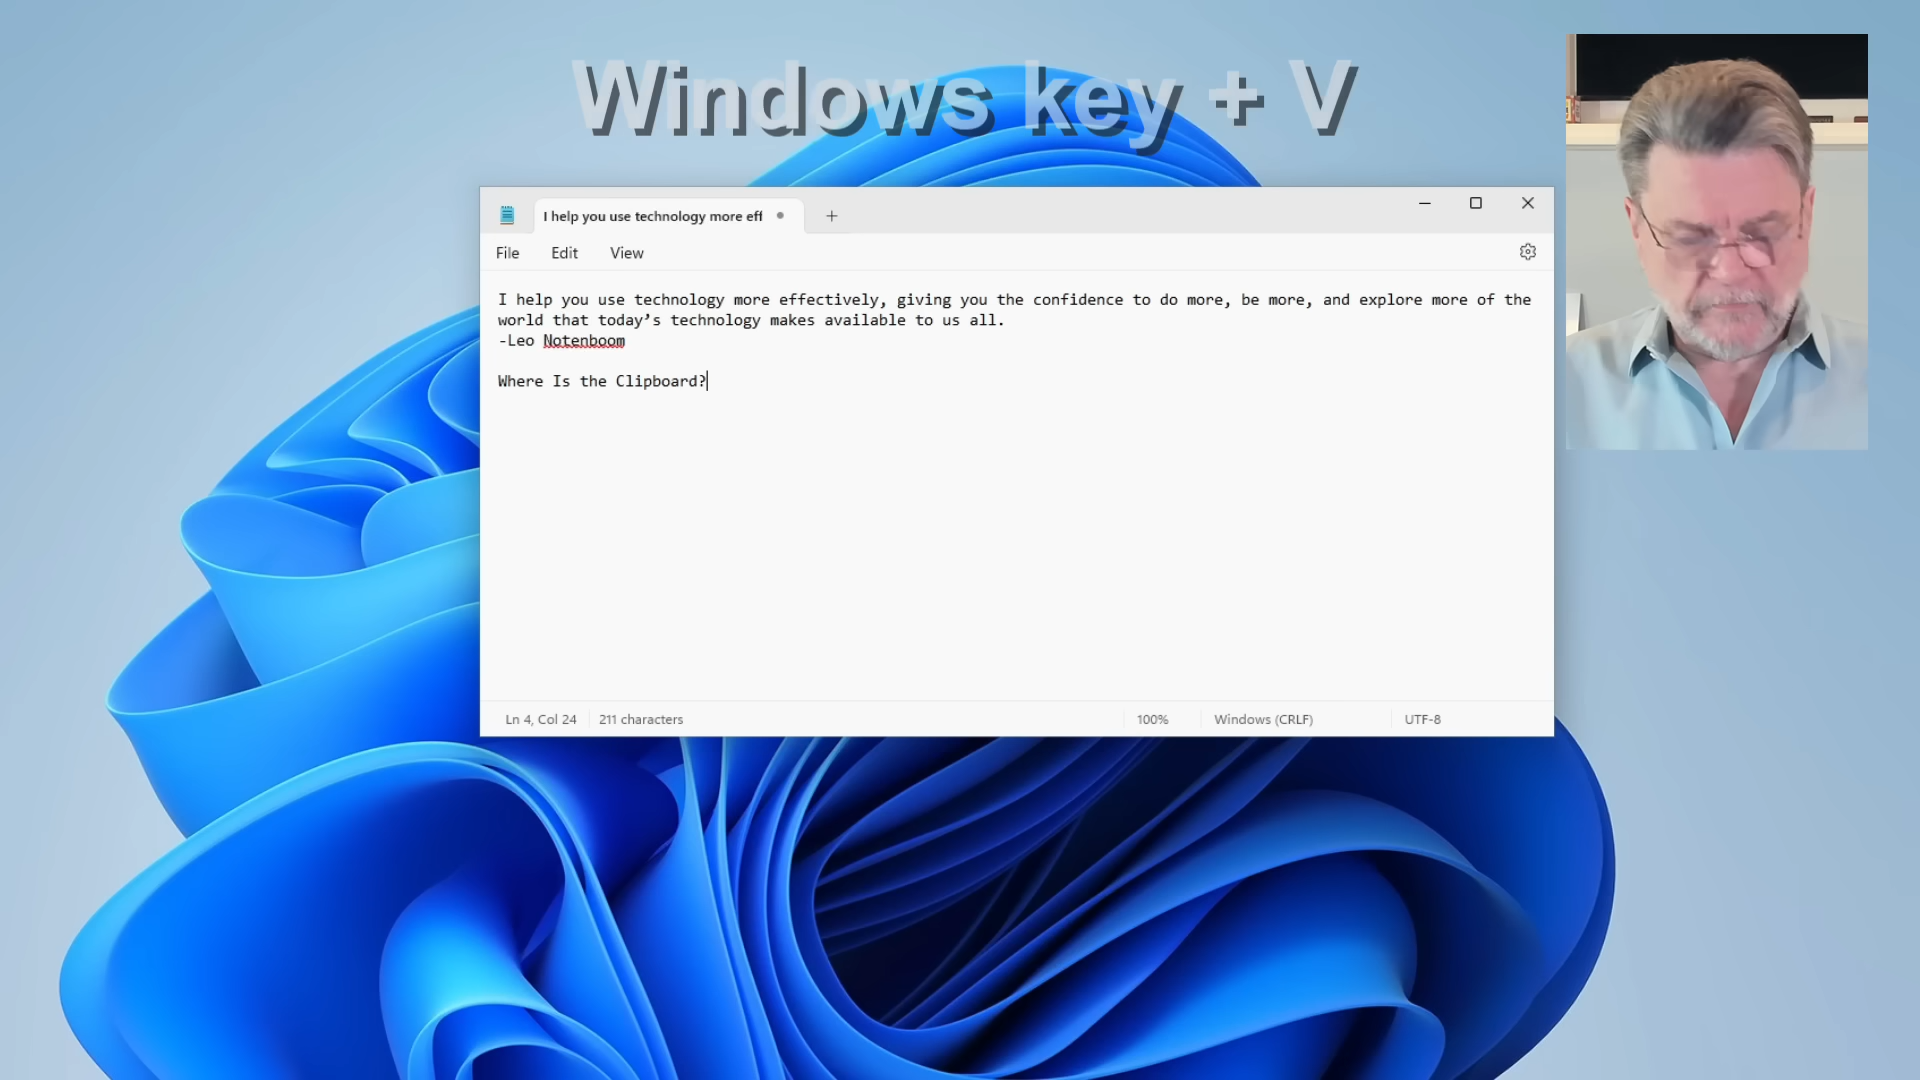 Windows key + V
I help you use technology more eff
File Edit View
I help you use technology more effectively, giving you the confidence to do more, be more, and explore more of the
world that today’s technology makes available to us all.
-Leo Notenboom
Where Is the Clipboard?
Ln 4, Col 24 211 characters 100% Windows (CRLF) UTF-8